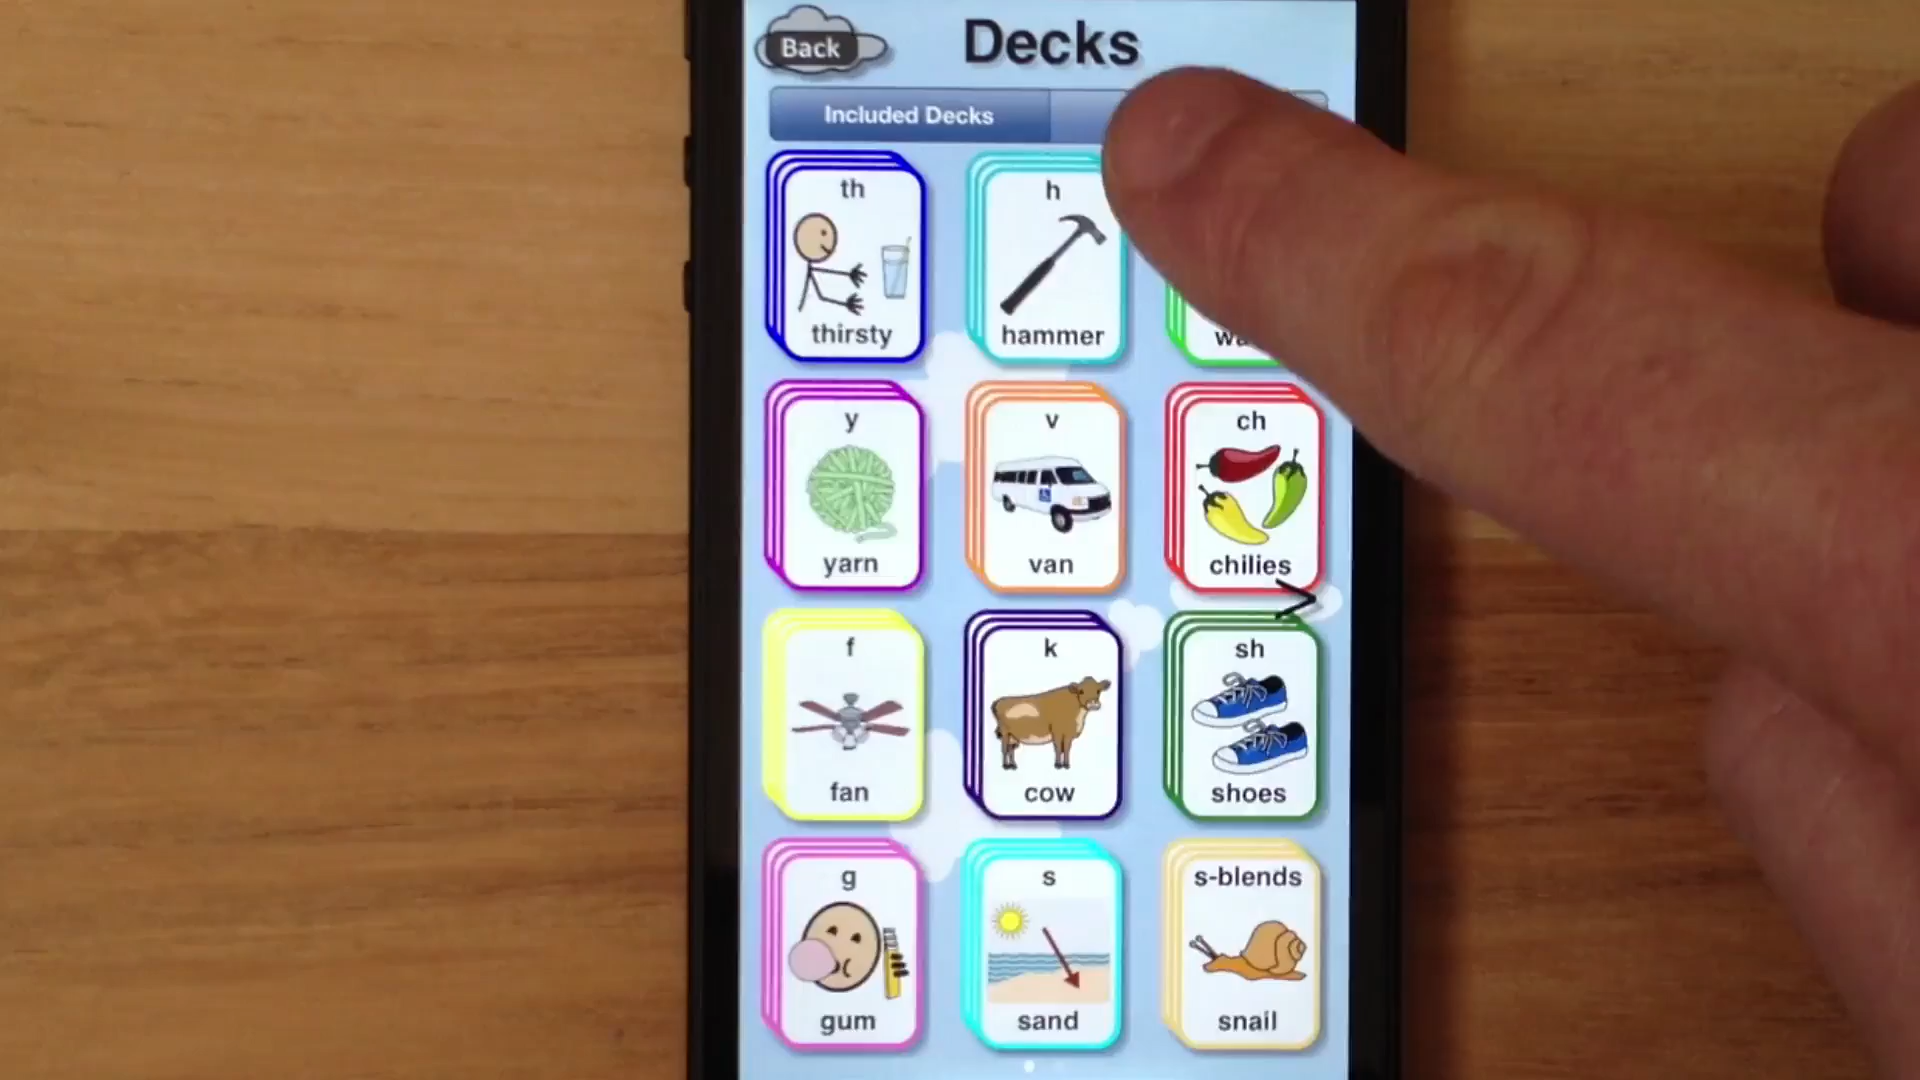 Back
Decks
Included Decks
th
thirsty
h
hammer
y
yarn
v
van
ch
chilies
>
f
fan
k
cow
sh
shoes
g
gum
s
sand
s-blends
snail